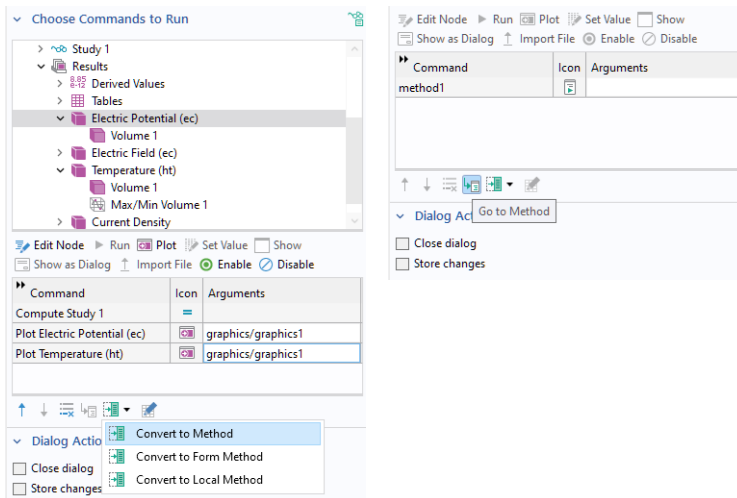 Choose Commands to Run
Study 1
Results
8.85
e-12 Derived Values
Tables
Electric Potential (ec)
Volume 1
Electric Field (ec)
Temperature (ht)
Volume 1
Max/Min Volume 1
Current Density
Edit Node Run Plot Set Value Show
Show as Dialog Import File Enable Disable
Command Icon Arguments
Compute Study 1 =
Plot Electric Potential (ec) graphics/graphics1
Plot Temperature (ht) graphics/graphics1
Convert to Method
Convert to Form Method
Convert to Local Method
Dialog Actio
Close dialog
Store changes
Edit Node Run Plot Set Value Show
Show as Dialog Import File Enable Disable
Command Icon Arguments
method1
Go to Method
Dialog Act
Close dialog
Store changes